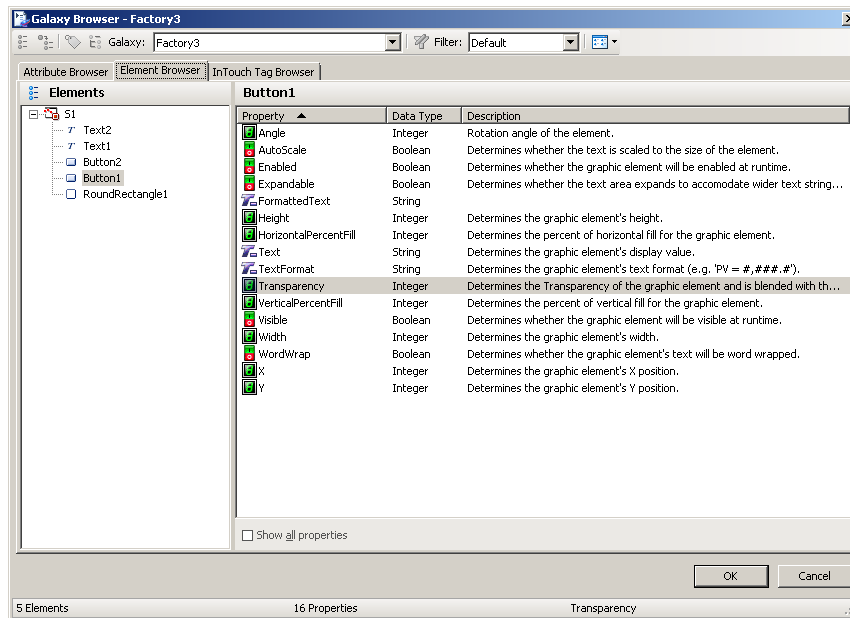 Galaxy Browser - Factory3
Galaxy: Factory3 Filter: Default
Attribute Browser Element Browser InTouch Tag Browser
Elements
S1
Text2
Text1
Button2
Button1
RoundRectangle1
Button1
Property Data Type Description
Angle Integer Rotation angle of the element.
AutoScale Boolean Determines whether the text is scaled to the size of the element.
Enabled Boolean Determines whether the graphic element will be enabled at runtime.
Expandable Boolean Determines whether the text area expands to accomodate wider text string...
FormattedText String
Height Integer Determines the graphic element's height.
HorizontalPercentFill Integer Determines the percent of horizontal fill for the graphic element.
Text String Determines the graphic element's display value.
TextFormat String Determines the graphic element's text format (e.g. 'PV = #,###.#').
Transparency Integer Determines the Transparency of the graphic element and is blended with th...
VerticalPercentFill Integer Determines the percent of vertical fill for the graphic element.
Visible Boolean Determines whether the graphic element will be visible at runtime.
Width Integer Determines the graphic element's width.
WordWrap Boolean Determines whether the graphic element's text will be word wrapped.
X Integer Determines the graphic element's X position.
Y Integer Determines the graphic element's Y position.
Show all properties
OK Cancel
5 Elements 16 Properties Transparency